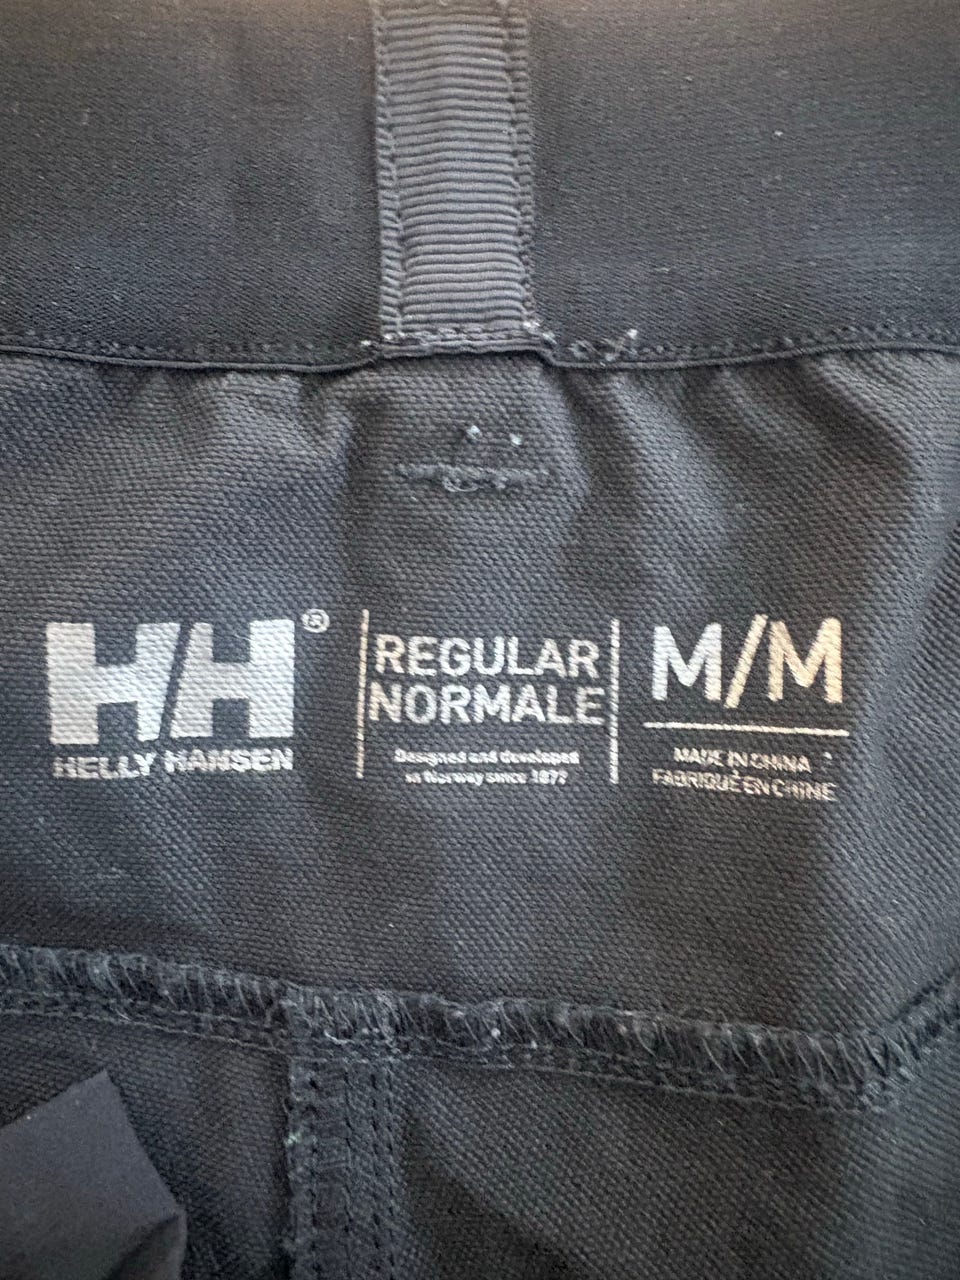 HH®
HELLY HANSEN
REGULAR
NORMALE
Designed and developed
in Norway since 1877
M/M
MADE IN CHINA
FABRIQUÉ EN CHINE